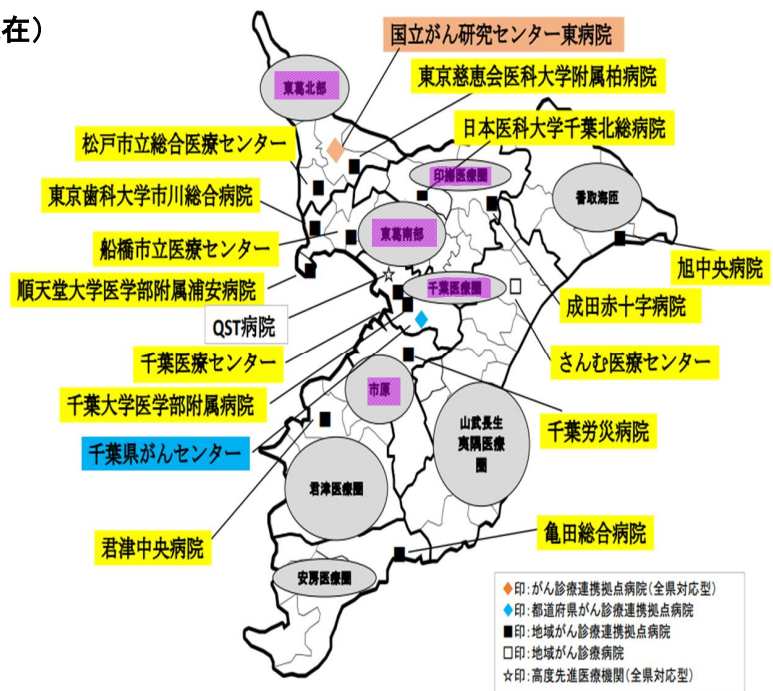 在）
国立がん研究センター東病院
東葛北部
東京慈恵会医科大学附属柏病院
日本医科大学千葉北総病院
松戸市立総合医療センター
印旛医療圏
東京歯科大学市川総合病院
香取海匝
東葛南部
船橋市立医療センター
旭中央病院
順天堂大学医学部附属浦安病院
千葉医療圏
成田赤十字病院
QST病院
千葉医療センター
さんむ医療センター
市原
千葉大学医学部附属病院
山武長生
夷隅医療
圏
千葉労災病院
千葉県がんセンター
君津医療圏
君津中央病院
亀田総合病院
安房医療圏
◆印：がん診療連携拠点病院（全県対応型）
◆印：都道府県がん診療連携拠点病院
■印：地域がん診療連携拠点病院
□印：地域がん診療病院
☆印：高度先進医療機関（全県対応型）